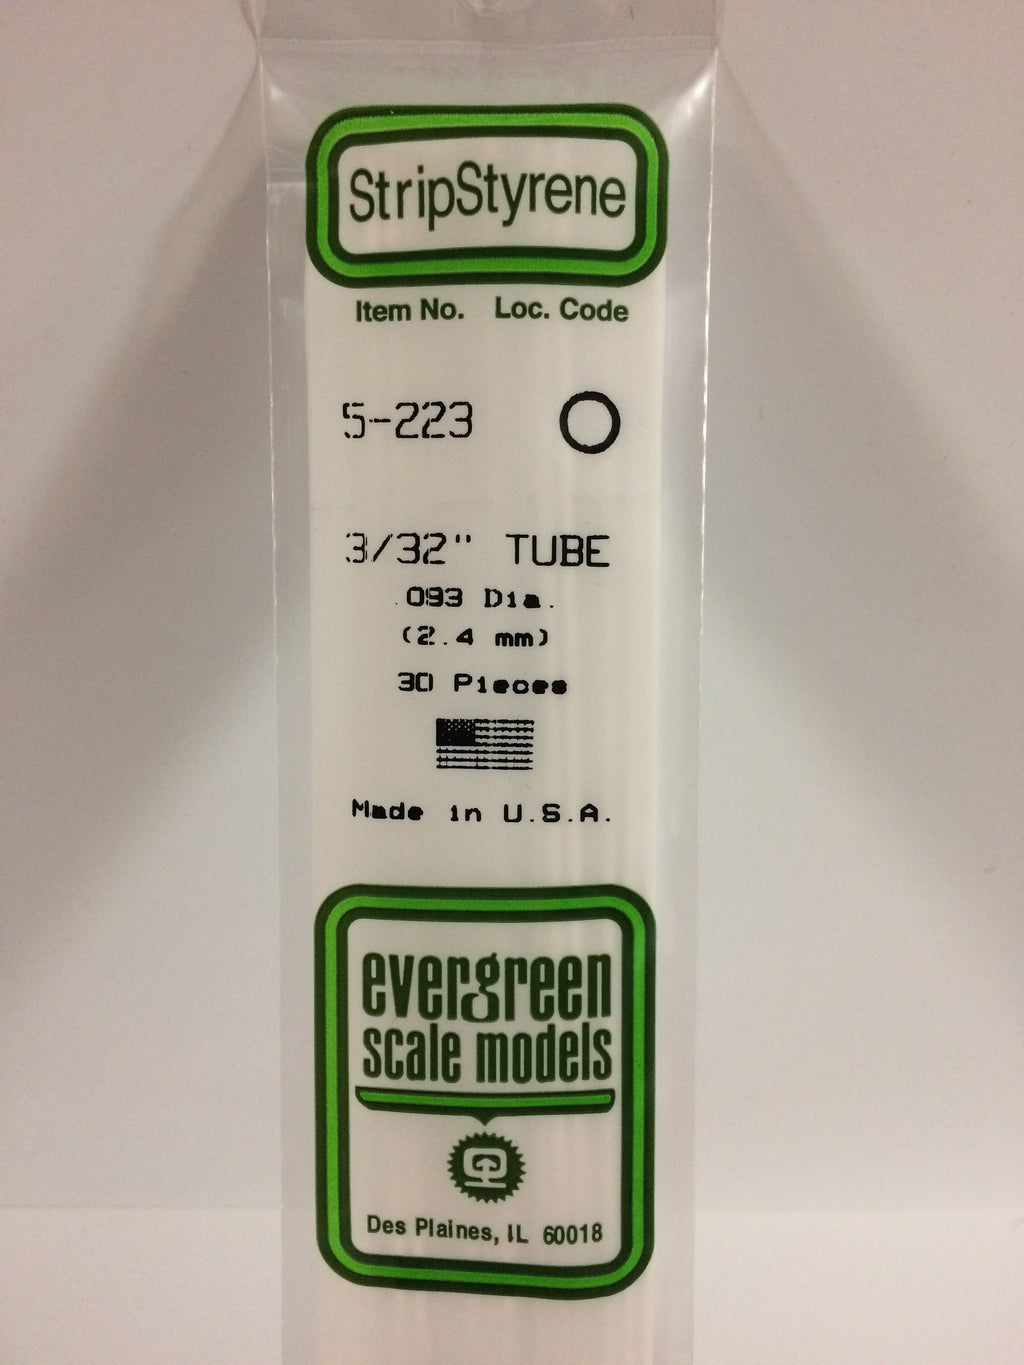 StripStyrene
Item No. Loc. Code
5-223
3/32" TUBE
.093 Dia.
(2.4 mm)
30 Pieces
Made in U.S.A.
evergreen
scale models
Des Plaines, IL 60018